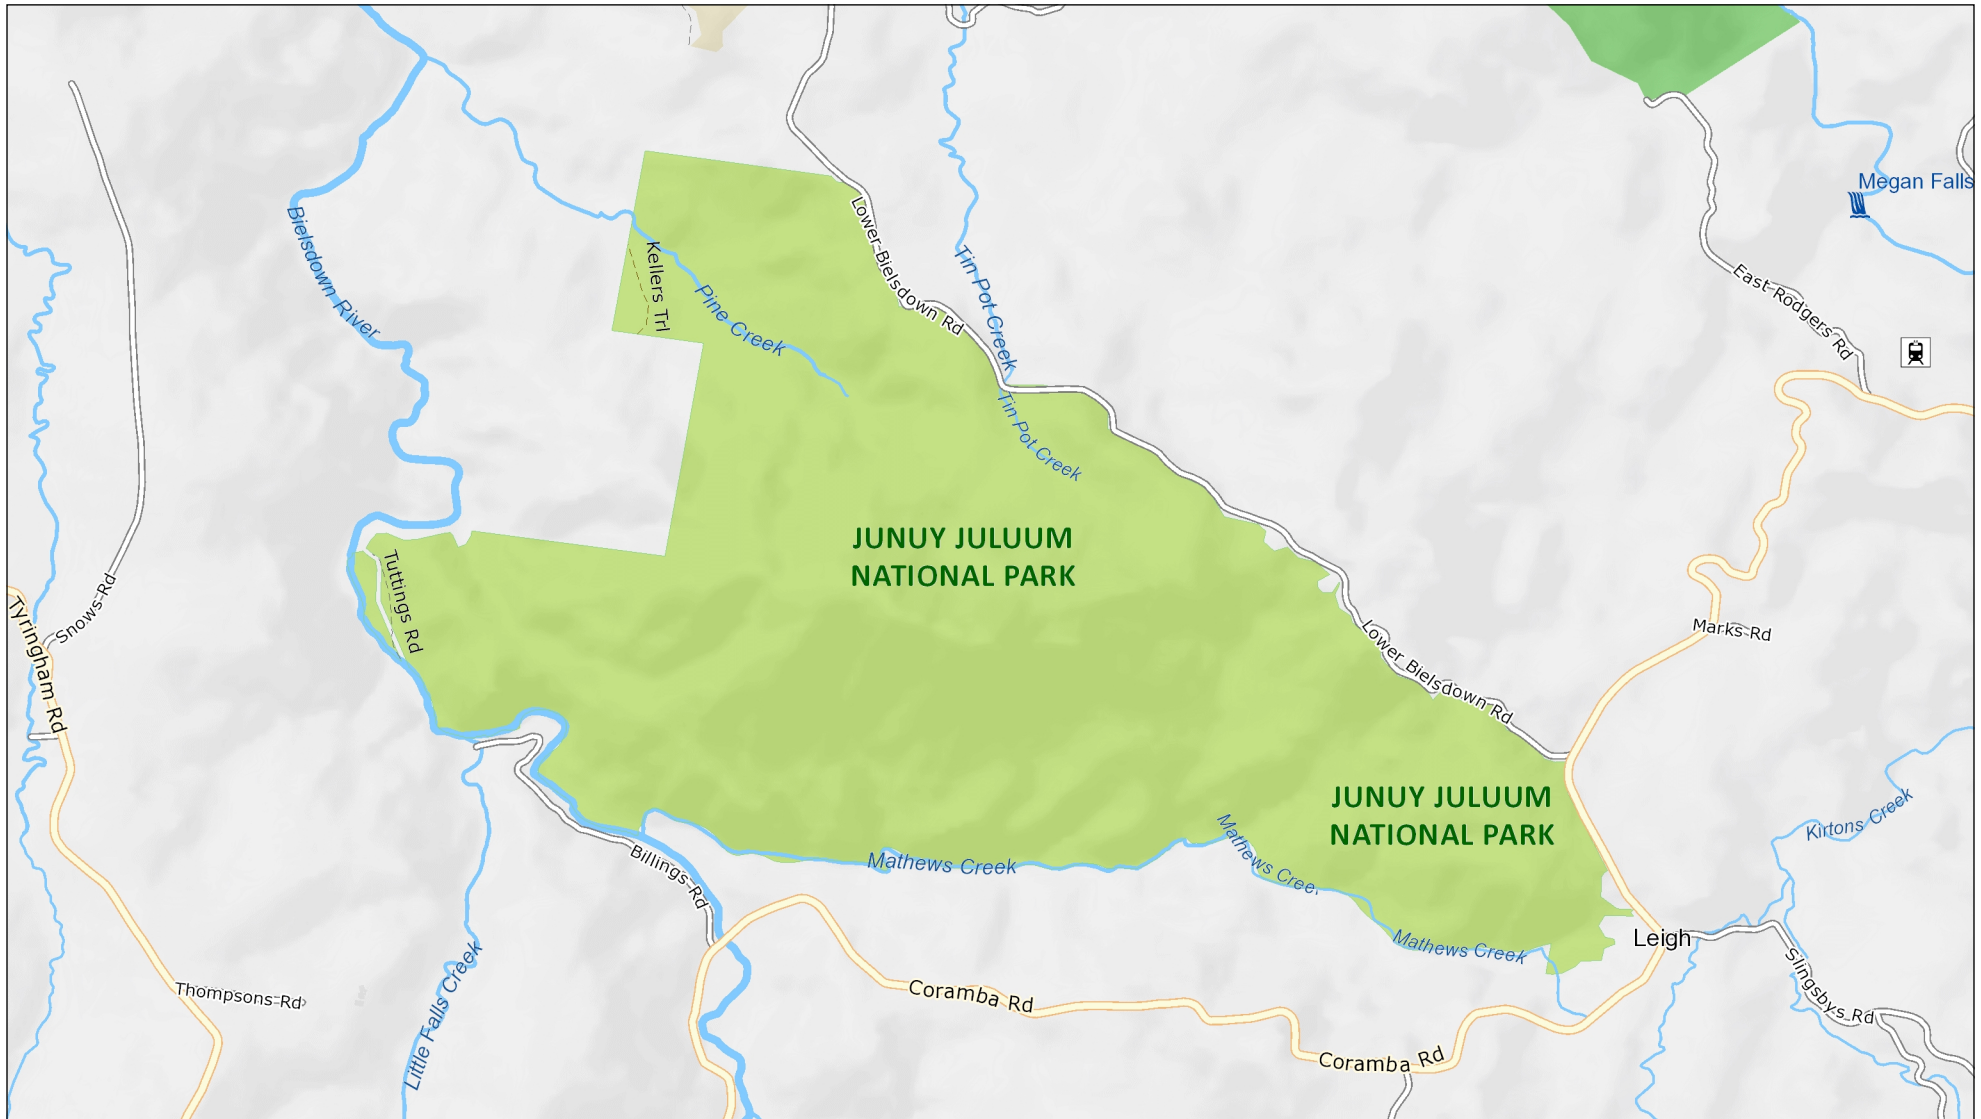 Megan Falls
Bielsdown River
Kellers Trl
Pine Creek
Lower Bielsdown Rd
Tin Pot Creek
East Rodgers Rd
Tin Pot Creek
JUNUY JULUUM
NATIONAL PARK
Tuttings Rd
Snows Rd
Tyringham Rd
Lower Bielsdown Rd
Marks Rd
JUNUY JULUUM
NATIONAL PARK
Kirtons Creek
Mathews Creek
Mathews Cree
Billings Rd
Mathews Creek
Leigh
Slingsbys Rd
Thompsons Rd
Little Falls Creek
Coramba Rd
Coramba Rd